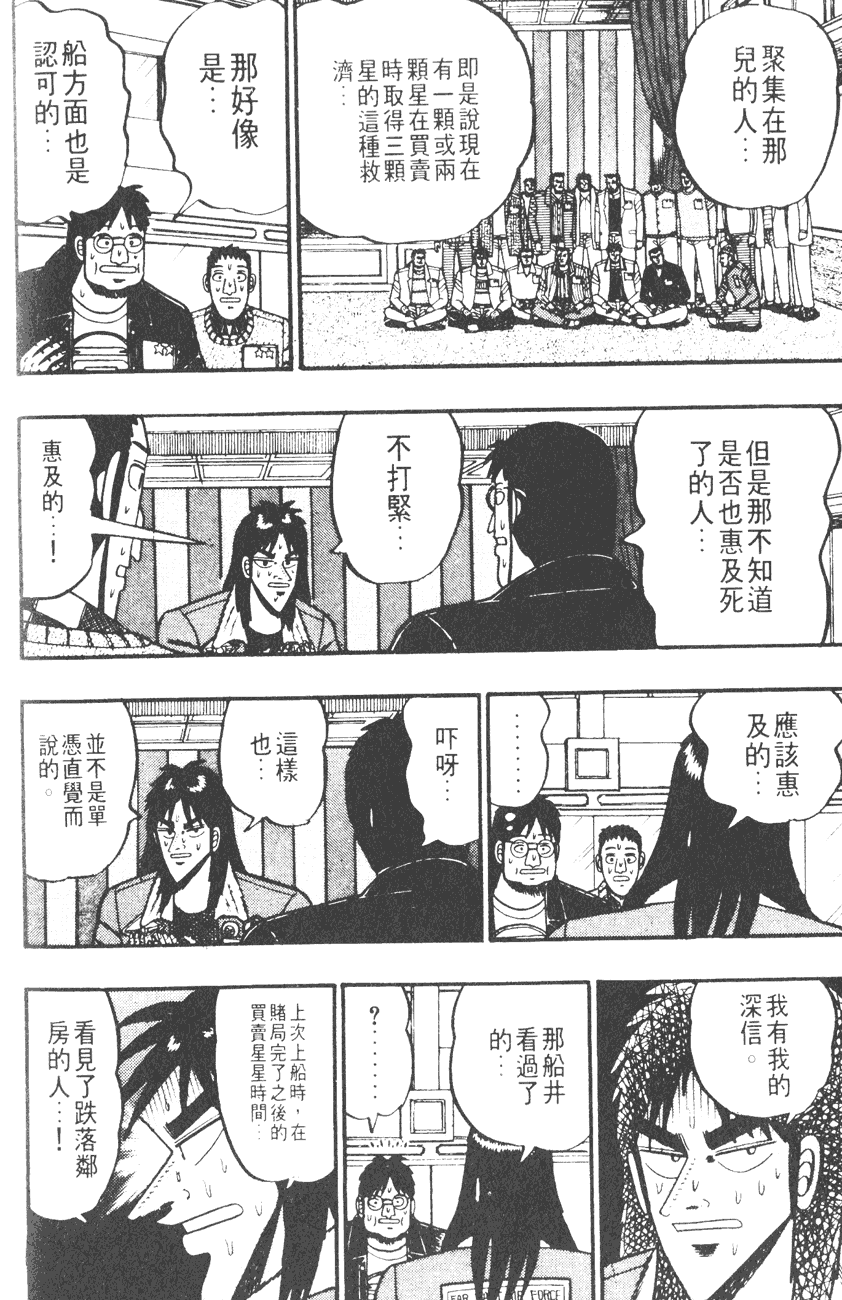 聚集在那
兒的人…
即是說現在
有一顆或兩
顆星在買賣
時取得三顆
星的這種救
濟…
那好像
是…
船方面也是
認可的…
但是那不知道
是否也惠及死
了的人…
不打緊…
惠及的…！
應該惠
及的…
………
吓呀…
這樣
也…
並不是單
憑直覺而
說的。
我有我的
深信。
那船井
看過了
的…
？………
上次上船時，在
賭局完了之後的
買賣星星時間…
看見了跌落鄰
房的人…！
FAR EAST AIR FORCE